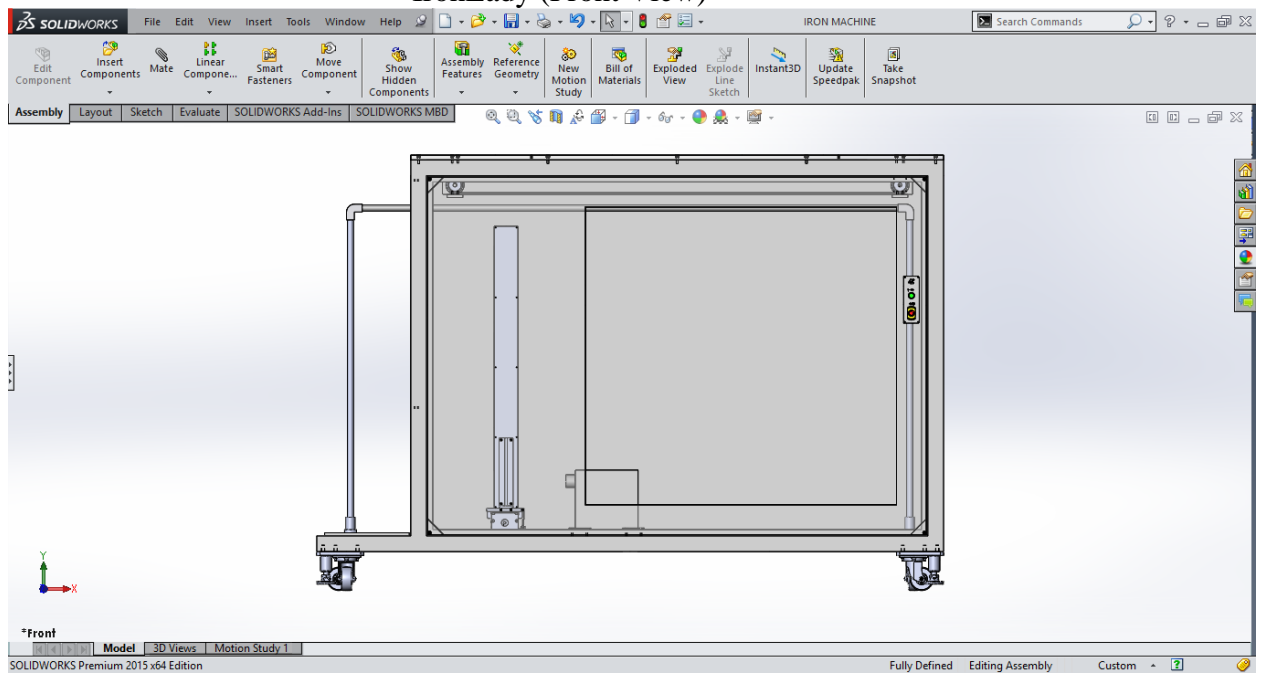 IronLady (Front View)
SOLIDWORKS File Edit View Insert Tools Window Help IRON MACHINE Search Commands
Edit Component
Insert Components
Mate
Linear Compone...
Smart Fasteners
Move Component
Show Hidden Components
Assembly Features
Reference Geometry
New Motion Study
Bill of Materials
Exploded View
Explode Line Sketch
Instant3D
Update Speedpak
Take Snapshot
Assembly Layout Sketch Evaluate SOLIDWORKS Add-Ins SOLIDWORKS MBD
Y
X
*Front
Model 3D Views Motion Study 1
SOLIDWORKS Premium 2015 x64 Edition Fully Defined Editing Assembly Custom